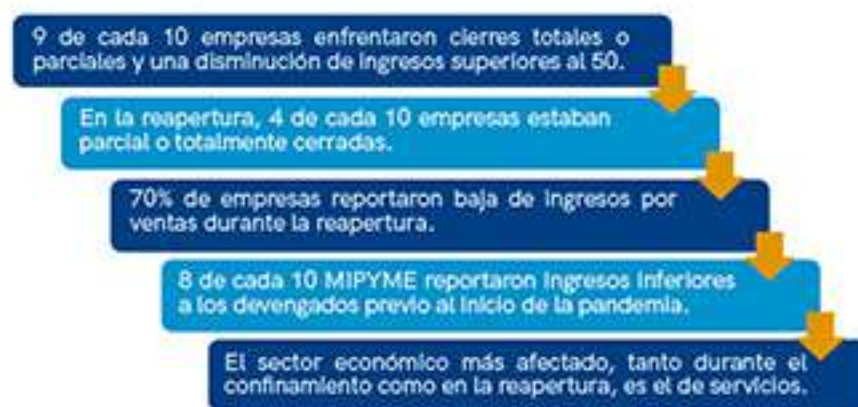 9 de cada 10 empresas enfrentaron cierres totales o
parciales y una disminución de ingresos superiores al 50.
En la reapertura, 4 de cada 10 empresas estaban
parcial o totalmente cerradas.
70% de empresas reportaron baja de ingresos por
ventas durante la reapertura.
8 de cada 10 MIPYME reportaron ingresos inferiores
a los devengados previo al inicio de la pandemia.
El sector económico más afectado, tanto durante el
confinamiento como en la reapertura, es el de servicios.